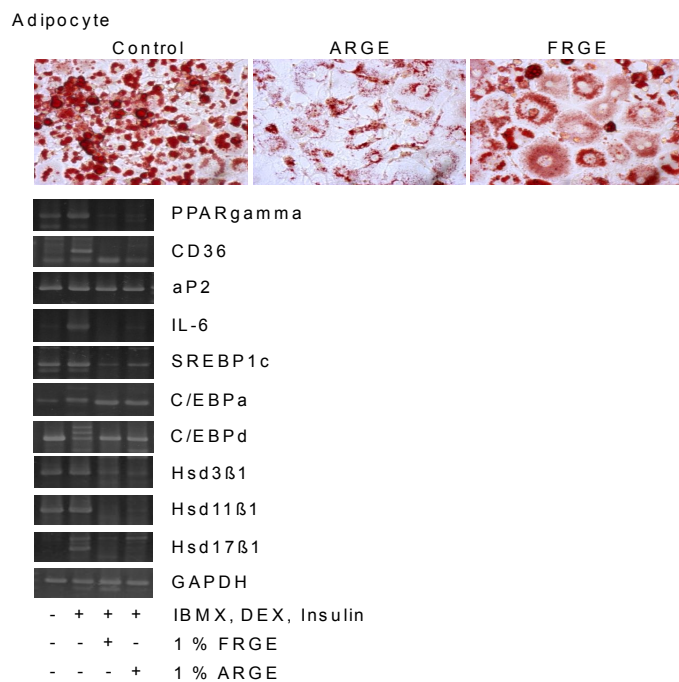 Adipocyte
Control ARGE FRGE
PPARgamma
CD36
aP2
IL-6
SREBP1c
C/EBPa
C/EBPd
Hsd3ß1
Hsd11ß1
Hsd17ß1
GAPDH
- + + + IBMX, DEX, Insulin
- - + - 1 % FRGE
- - - + 1 % ARGE